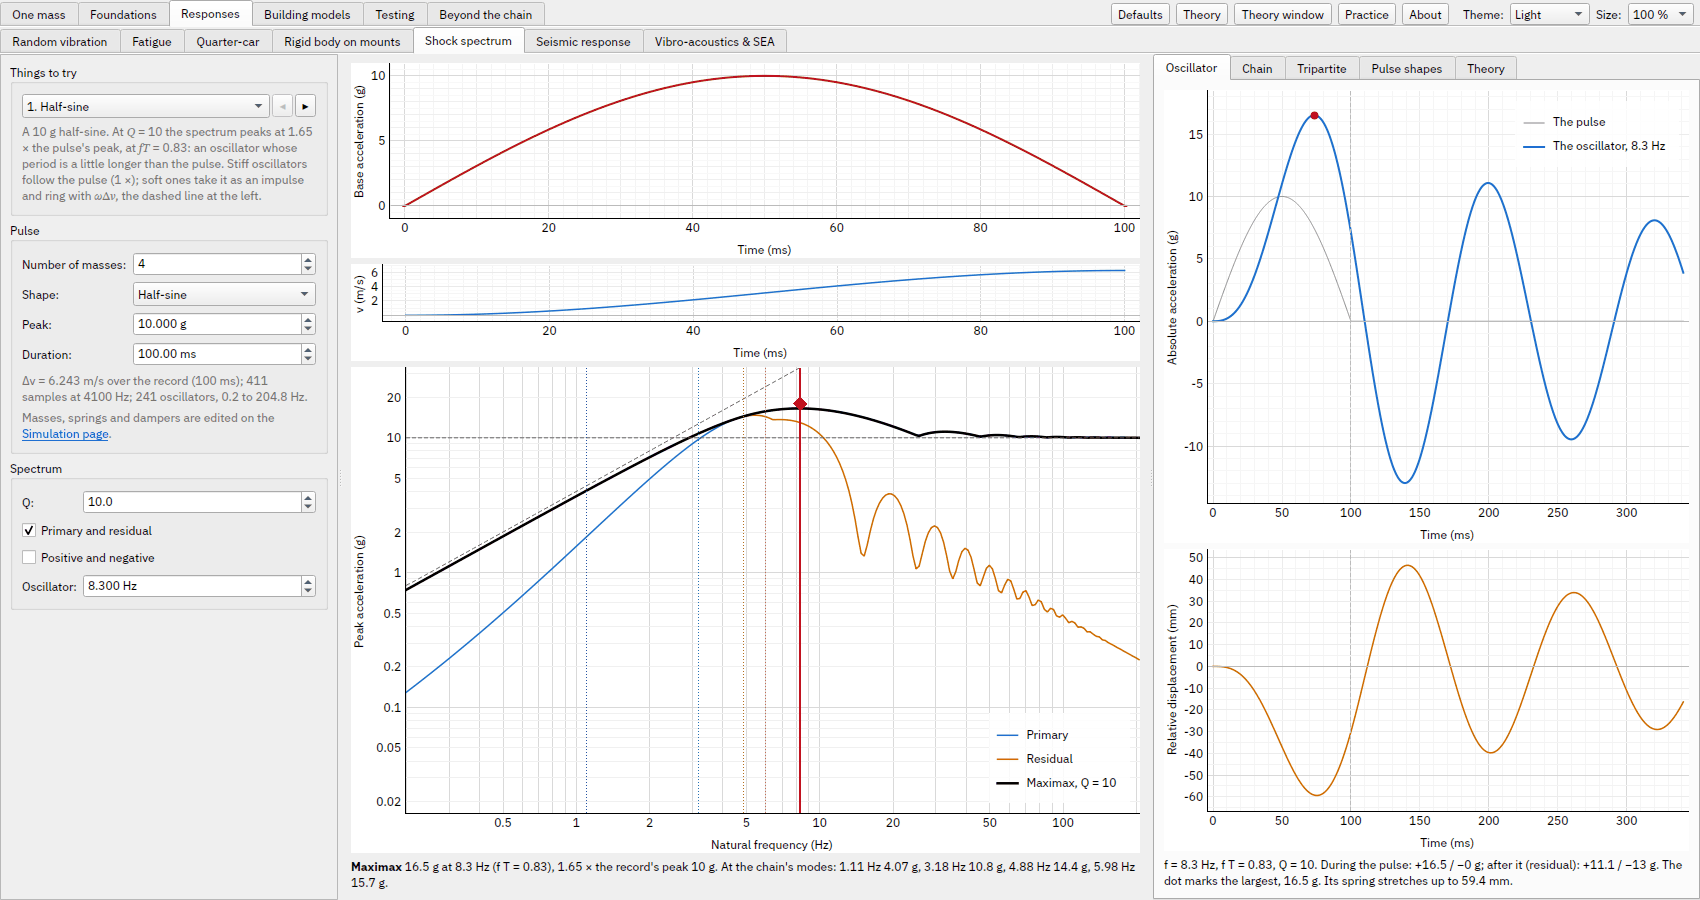 One mass
Foundations
Responses
Building models
Testing
Beyond the chain
Defaults
Theory
Theory window
Practice
About
Theme:
Light
Size:
100 %
Random vibration
Fatigue
Quarter-car
Rigid body on mounts
Shock spectrum
Seismic response
Vibro-acoustics & SEA
Things to try
1. Half-sine
A 10 g half-sine. At Q = 10 the spectrum peaks at 1.65
× the pulse's peak, at fT = 0.83: an oscillator whose
period is a little longer than the pulse. Stiff oscillators
follow the pulse (1 ×); soft ones take it as an impulse
and ring with ωΔv, the dashed line at the left.
Pulse
Number of masses: 4
Shape: Half-sine
Peak: 10.000 g
Duration: 100.00 ms
Δv = 6.243 m/s over the record (100 ms); 411
samples at 4100 Hz; 241 oscillators, 0.2 to 204.8 Hz.
Masses, springs and dampers are edited on the
Simulation page.
Spectrum
Q: 10.0
Primary and residual
Positive and negative
Oscillator: 8.300 Hz
Base acceleration (g)
10
5
0
0 20 40 60 80 100
Time (ms)
v (m/s)
6
4
2
0 20 40 60 80 100
Time (ms)
Peak acceleration (g)
20
10
5
2
1
0.5
0.2
0.1
0.05
0.02
Primary
Residual
Maximax, Q = 10
0.5 1 2 5 10 20 50 100
Natural frequency (Hz)
Maximax 16.5 g at 8.3 Hz (f T = 0.83), 1.65 × the record's peak 10 g. At the chain's modes: 1.11 Hz 4.07 g, 3.18 Hz 10.8 g, 4.88 Hz 14.4 g, 5.98 Hz
15.7 g.
Oscillator
Chain
Tripartite
Pulse shapes
Theory
The pulse
The oscillator, 8.3 Hz
Absolute acceleration (g)
15
10
5
0
-5
-10
0 50 100 150 200 250 300
Time (ms)
Relative displacement (mm)
50
40
30
20
10
0
-10
-20
-30
-40
-50
-60
0 50 100 150 200 250 300
Time (ms)
f = 8.3 Hz, f T = 0.83, Q = 10. During the pulse: +16.5 / −0 g; after it (residual): +11.1 / −13 g. The
dot marks the largest, 16.5 g. Its spring stretches up to 59.4 mm.